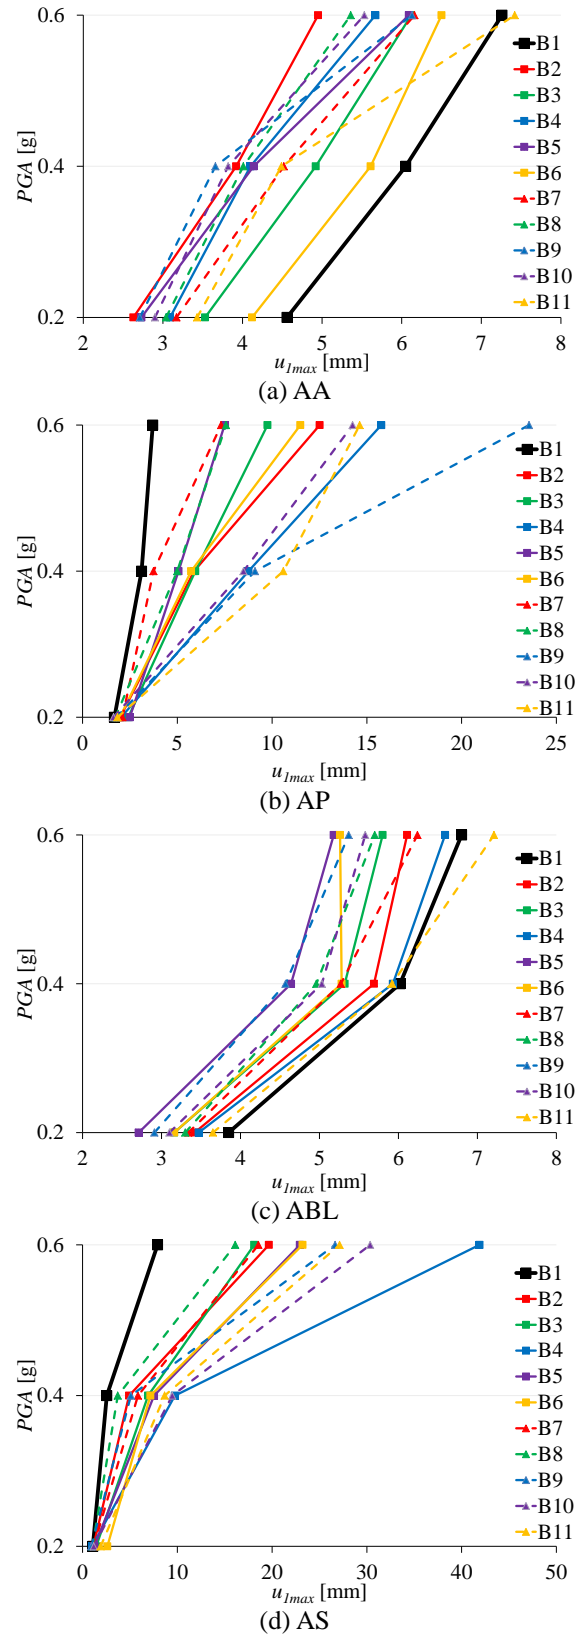 0.6
0.4
0.2
PGA [g]
2 3 4 5 6 7 8
u1max [mm]
B1
B2
B3
B4
B5
B6
B7
B8
B9
B10
B11
(a) AA
0.6
0.4
0.2
PGA [g]
0 5 10 15 20 25
u1max [mm]
B1
B2
B3
B4
B5
B6
B7
B8
B9
B10
B11
(b) AP
0.6
0.4
0.2
PGA [g]
2 3 4 5 6 7 8
u1max [mm]
B1
B2
B3
B4
B5
B6
B7
B8
B9
B10
B11
(c) ABL
0.6
0.4
0.2
PGA [g]
0 10 20 30 40 50
u1max [mm]
B1
B2
B3
B4
B5
B6
B7
B8
B9
B10
B11
(d) AS